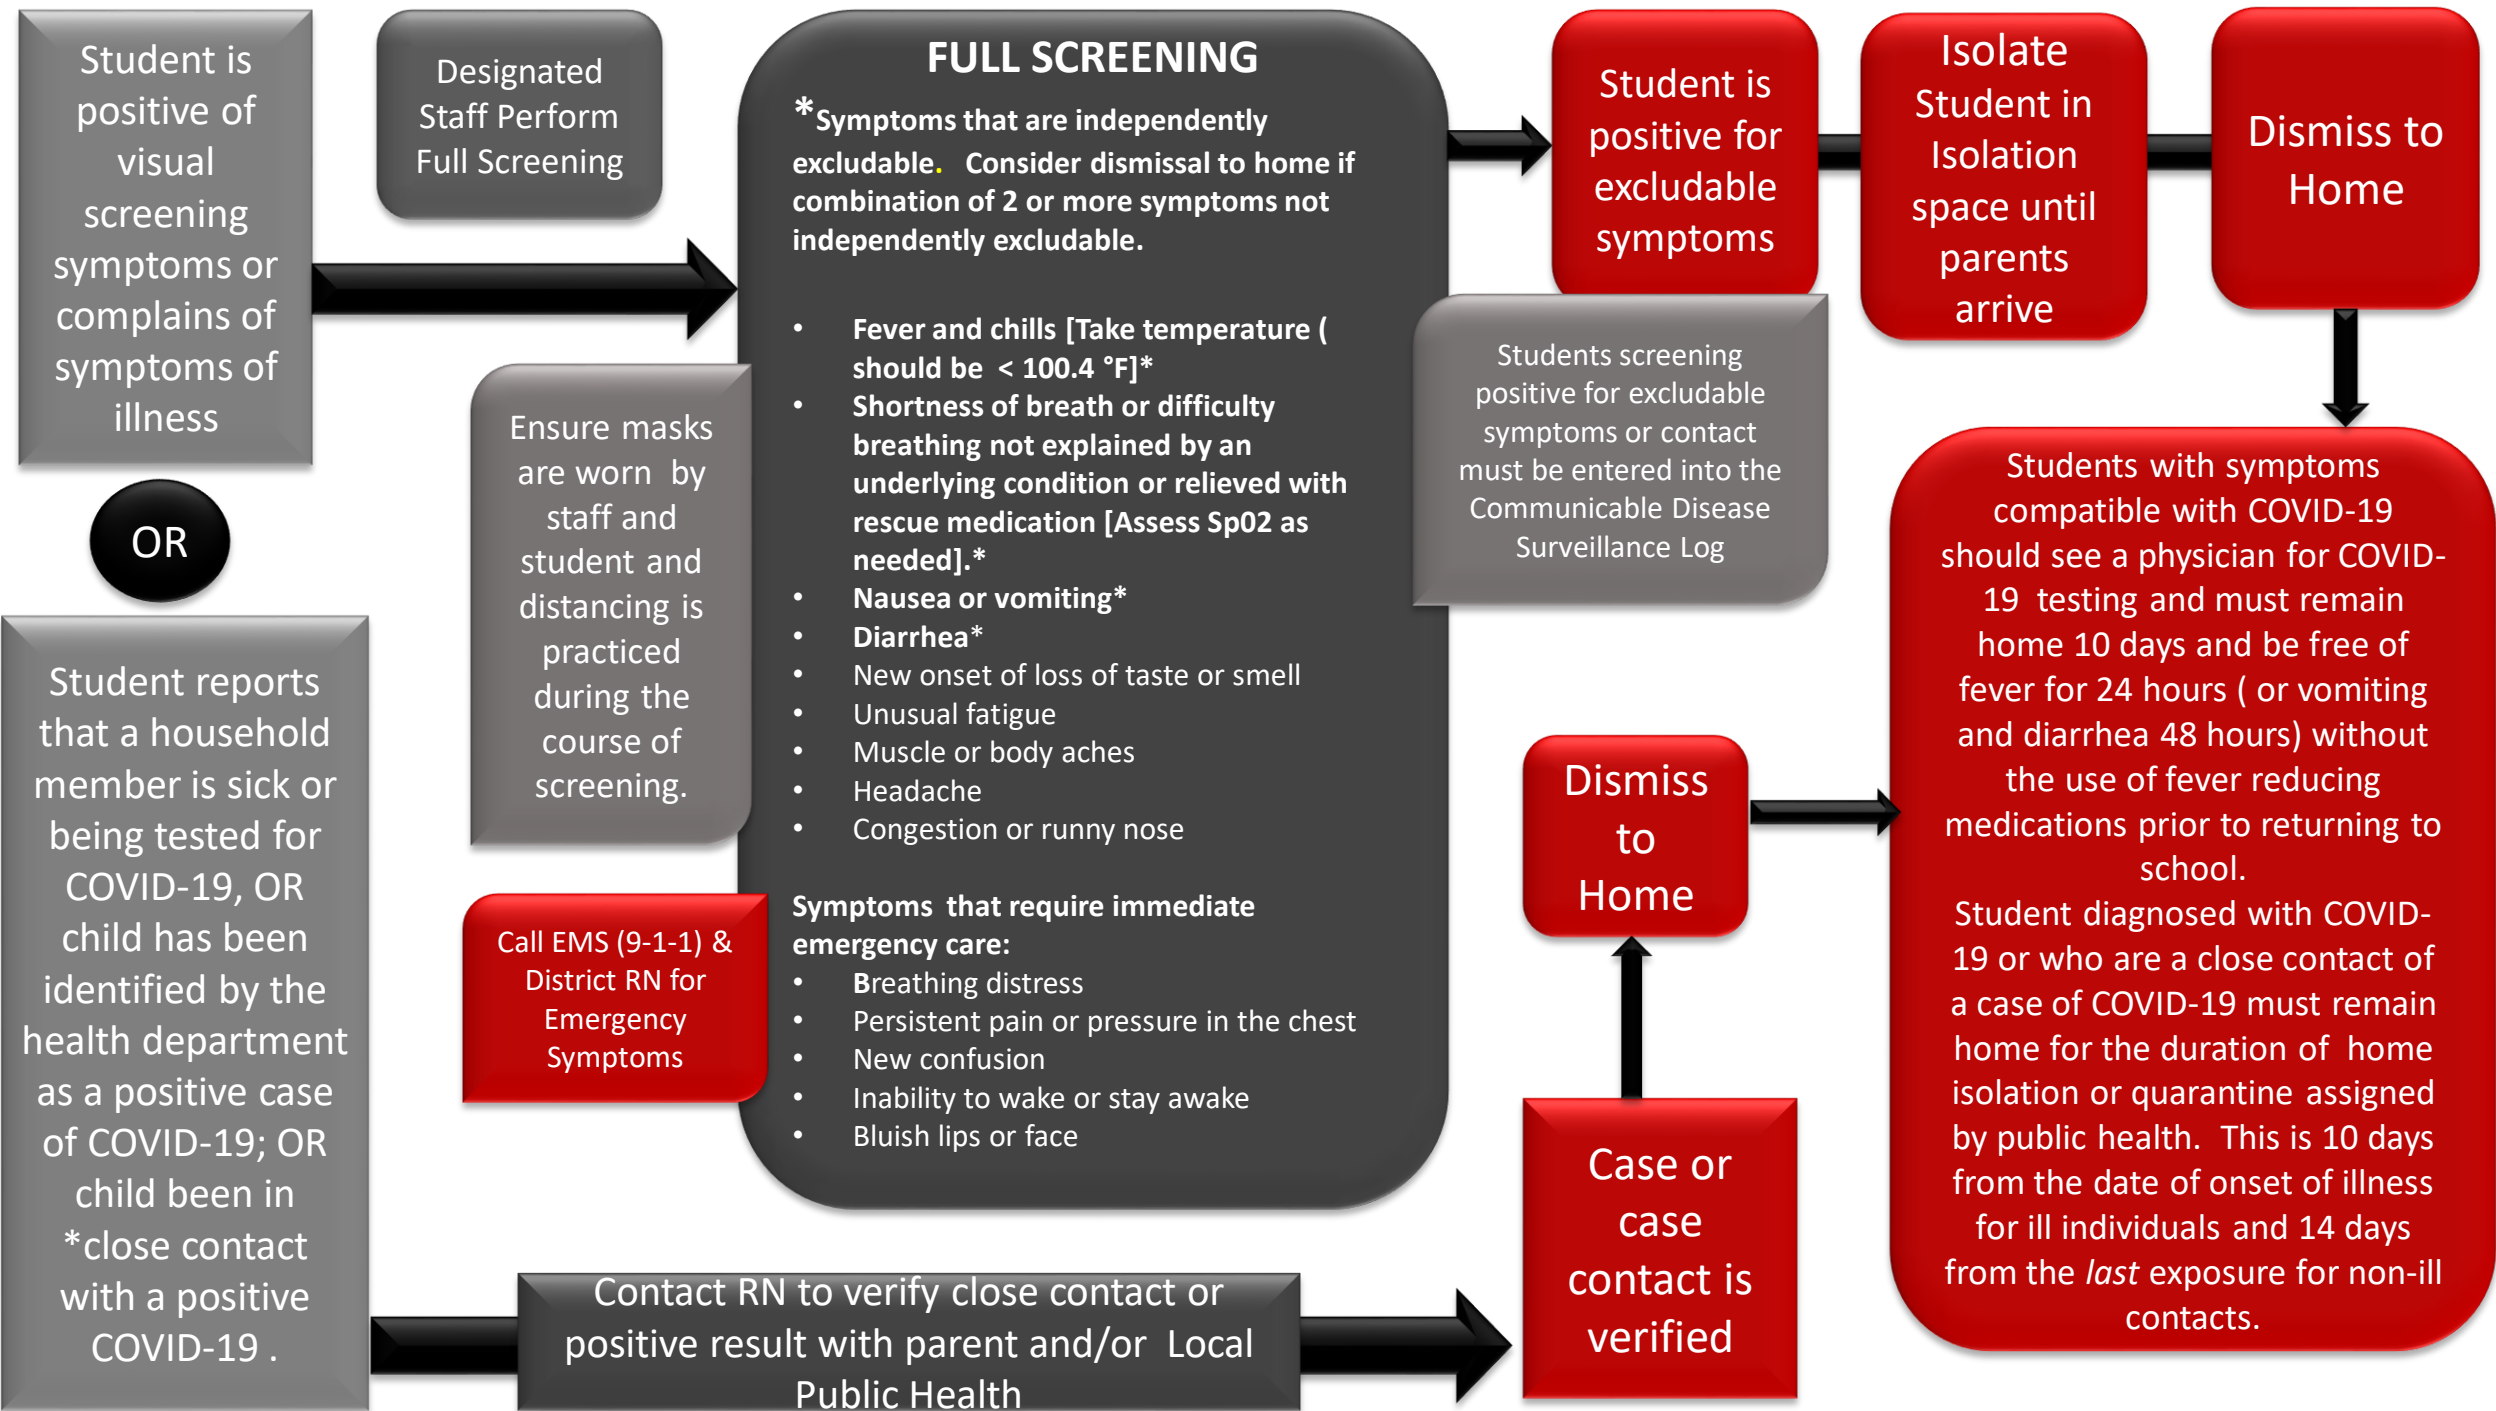 Student is
positive of
visual
screening
symptoms or
complains of
symptoms of
illness
OR
Student reports
that a household
member is sick or
being tested for
COVID-19, OR
child has been
identified by the
health department
as a positive case
of COVID-19; OR
child been in
*close contact
with a positive
COVID-19 .
Designated
Staff Perform
Full Screening
Ensure masks
are worn by
staff and
student and
distancing is
practiced
during the
course of
screening.
Call EMS (9-1-1) &
District RN for
Emergency
Symptoms
FULL SCREENING
*Symptoms that are independently
excludable. Consider dismissal to home if
combination of 2 or more symptoms not
independently excludable.
• Fever and chills [Take temperature (
should be < 100.4 °F]*
• Shortness of breath or difficulty
breathing not explained by an
underlying condition or relieved with
rescue medication [Assess Sp02 as
needed].*
• Nausea or vomiting*
• Diarrhea*
• New onset of loss of taste or smell
• Unusual fatigue
• Muscle or body aches
• Headache
• Congestion or runny nose
Symptoms that require immediate
emergency care:
• Breathing distress
• Persistent pain or pressure in the chest
• New confusion
• Inability to wake or stay awake
• Bluish lips or face
Contact RN to verify close contact or
positive result with parent and/or Local
Public Health
Student is
positive for
excludable
symptoms
Students screening
positive for excludable
symptoms or contact
must be entered into the
Communicable Disease
Surveillance Log
Isolate
Student in
Isolation
space until
parents
arrive
Dismiss to
Home
Case or
case
contact is
verified
Dismiss
to
Home
Students with symptoms
compatible with COVID-19
should see a physician for COVID-
19 testing and must remain
home 10 days and be free of
fever for 24 hours ( or vomiting
and diarrhea 48 hours) without
the use of fever reducing
medications prior to returning to
school.
Student diagnosed with COVID-
19 or who are a close contact of
a case of COVID-19 must remain
home for the duration of home
isolation or quarantine assigned
by public health. This is 10 days
from the date of onset of illness
for ill individuals and 14 days
from the last exposure for non-ill
contacts.